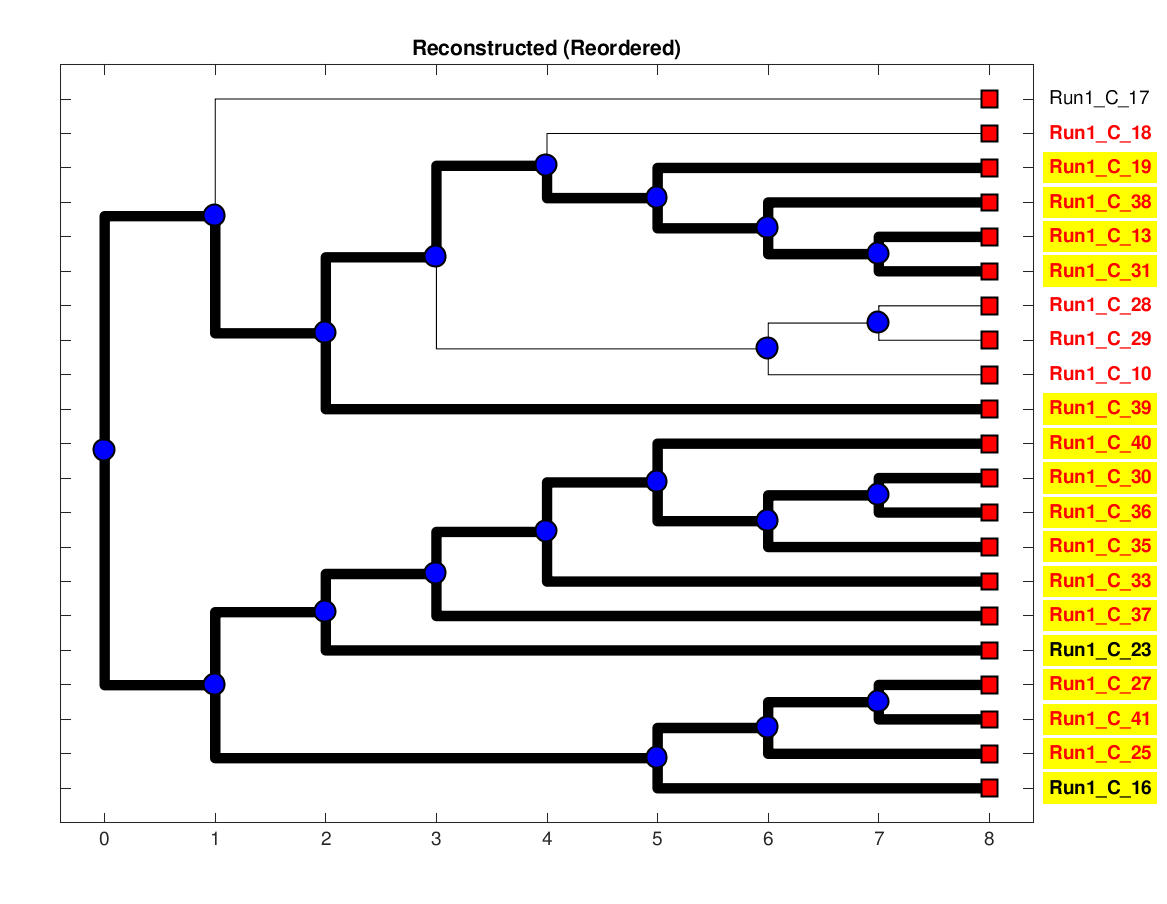 Reconstructed (Reordered)
Run1_C_17
Run1_C_18
Run1_C_19
Run1_C_38
Run1_C_13
Run1_C_31
Run1_C_28
Run1_C_29
Run1_C_10
Run1_C_39
Run1_C_40
Run1_C_30
Run1_C_36
Run1_C_35
Run1_C_33
Run1_C_37
Run1_C_23
Run1_C_27
Run1_C_41
Run1_C_25
Run1_C_16
0 1 2 3 4 5 6 7 8